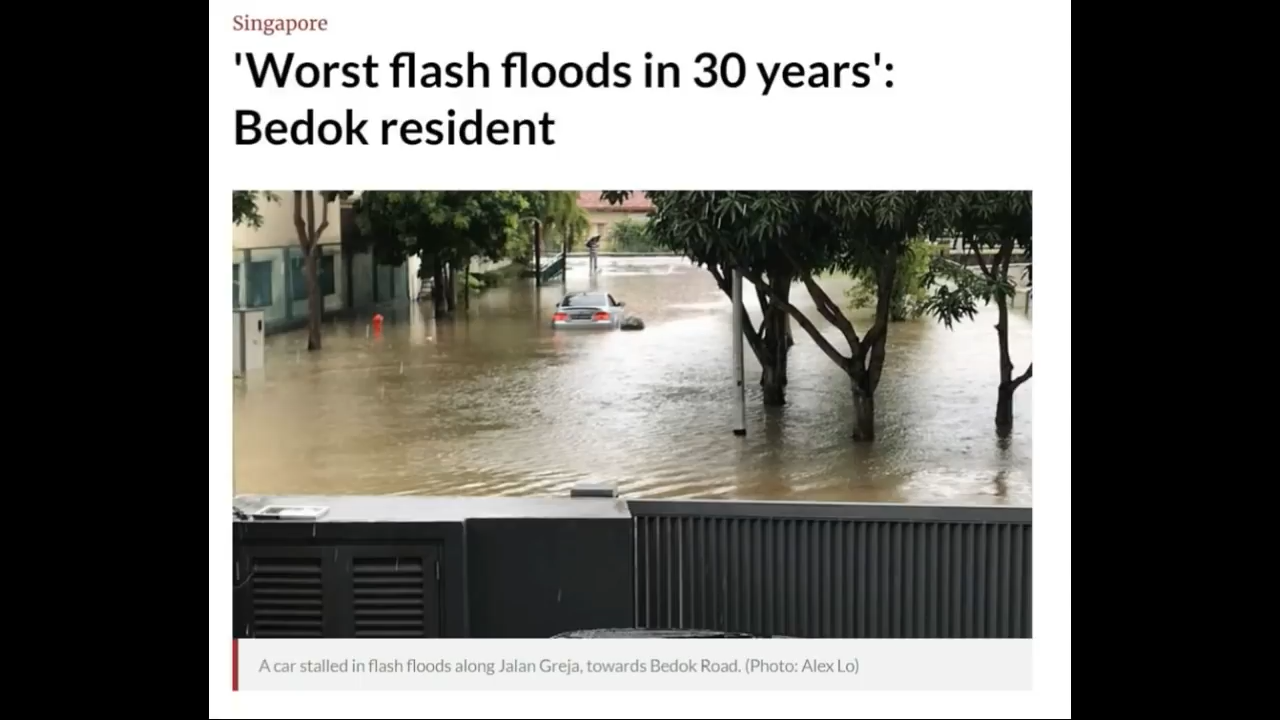 Singapore
'Worst flash floods in 30 years':
Bedok resident
A car stalled in flash floods along Jalan Greja, towards Bedok Road. (Photo: Alex Lo)